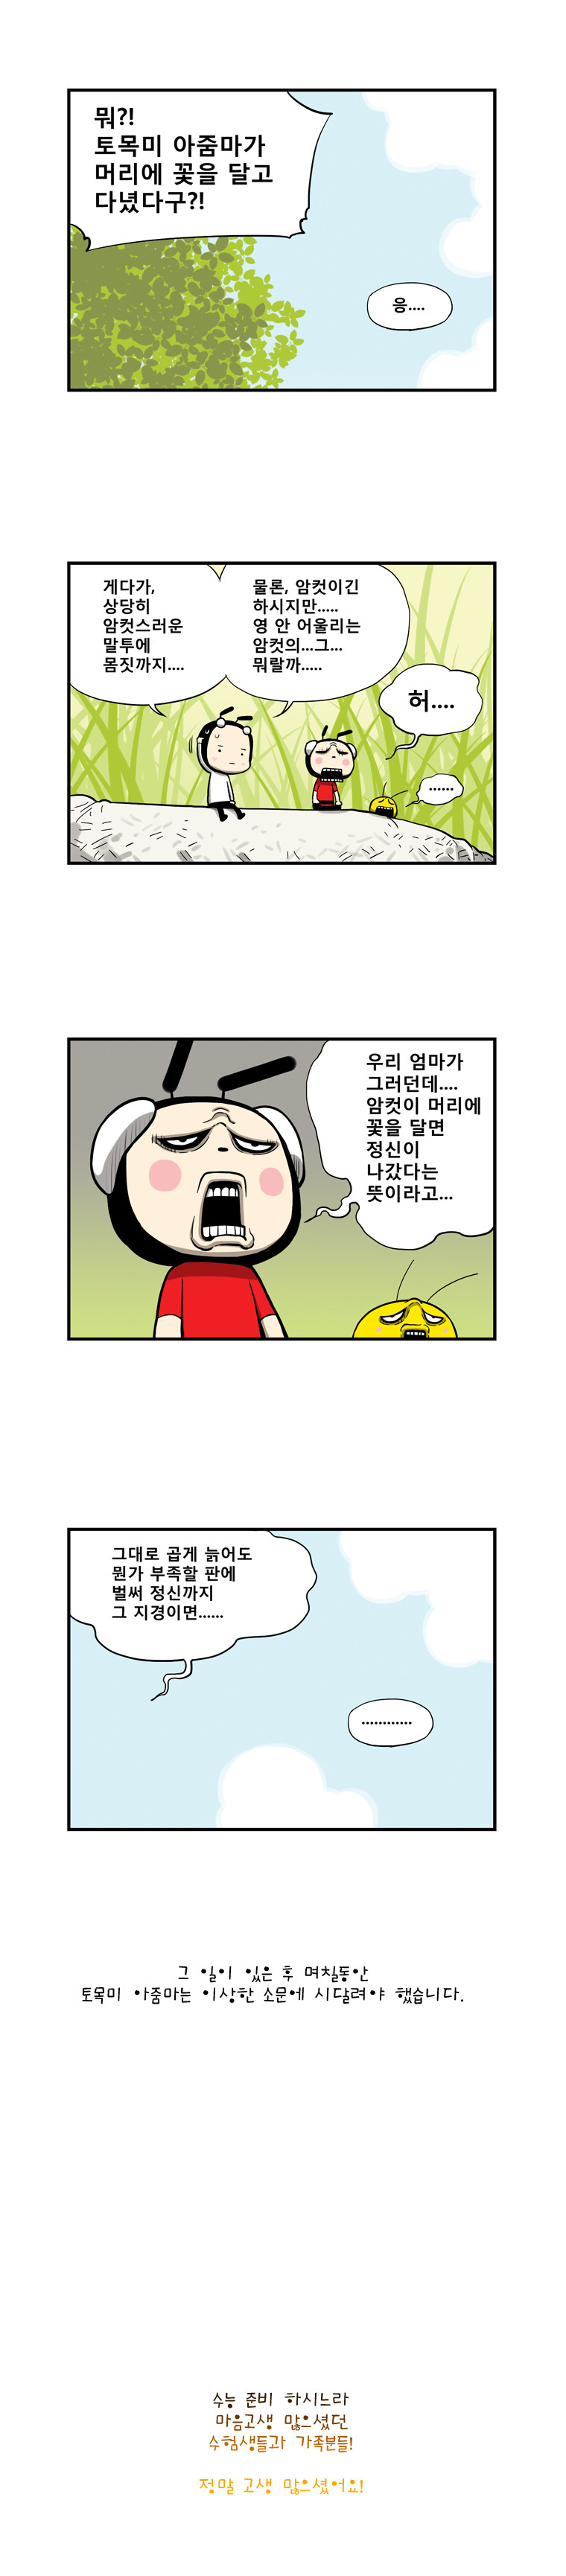 뭐?!
토목미 아줌마가
머리에 꽃을 달고
다녔다구?!
응....
게다가,
상당히
암컷스러운
말투에
몸짓까지....
물론, 암컷이긴
하시지만.....
영 안 어울리는
암컷의...그...
뭐랄까.....
허....
......
우리 엄마가
그러던데....
암컷이 머리에
꽃을 달면
정신이
나갔다는
뜻이라고...
그대로 곱게 늙어도
뭔가 부족할 판에
벌써 정신까지
그 지경이면......
............
그 일이 있은 후 며칠동안
토목미 아줌마는 이상한 소문에 시달려야 했습니다.
수능 준비 하시느라
마음고생 많으셨던
수험생들과 가족분들!
정말 고생 많으셨어요!